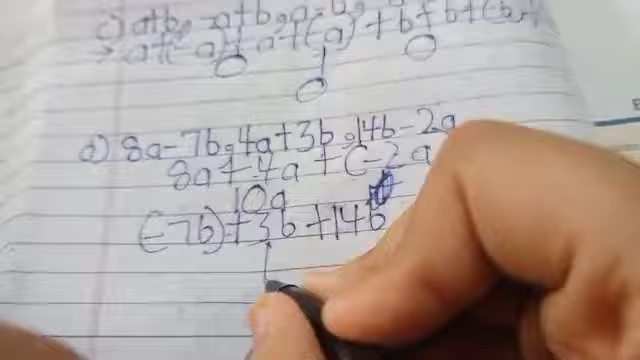 c) a+b, -a+b, a-b,
a+(-a)+a+(-a)+b+b+(-b)
0 0
0
d) 8a-7b, 4a+3b, 14b-2a
8a+4a+(-2a
10a
(-7b)+3b+14b